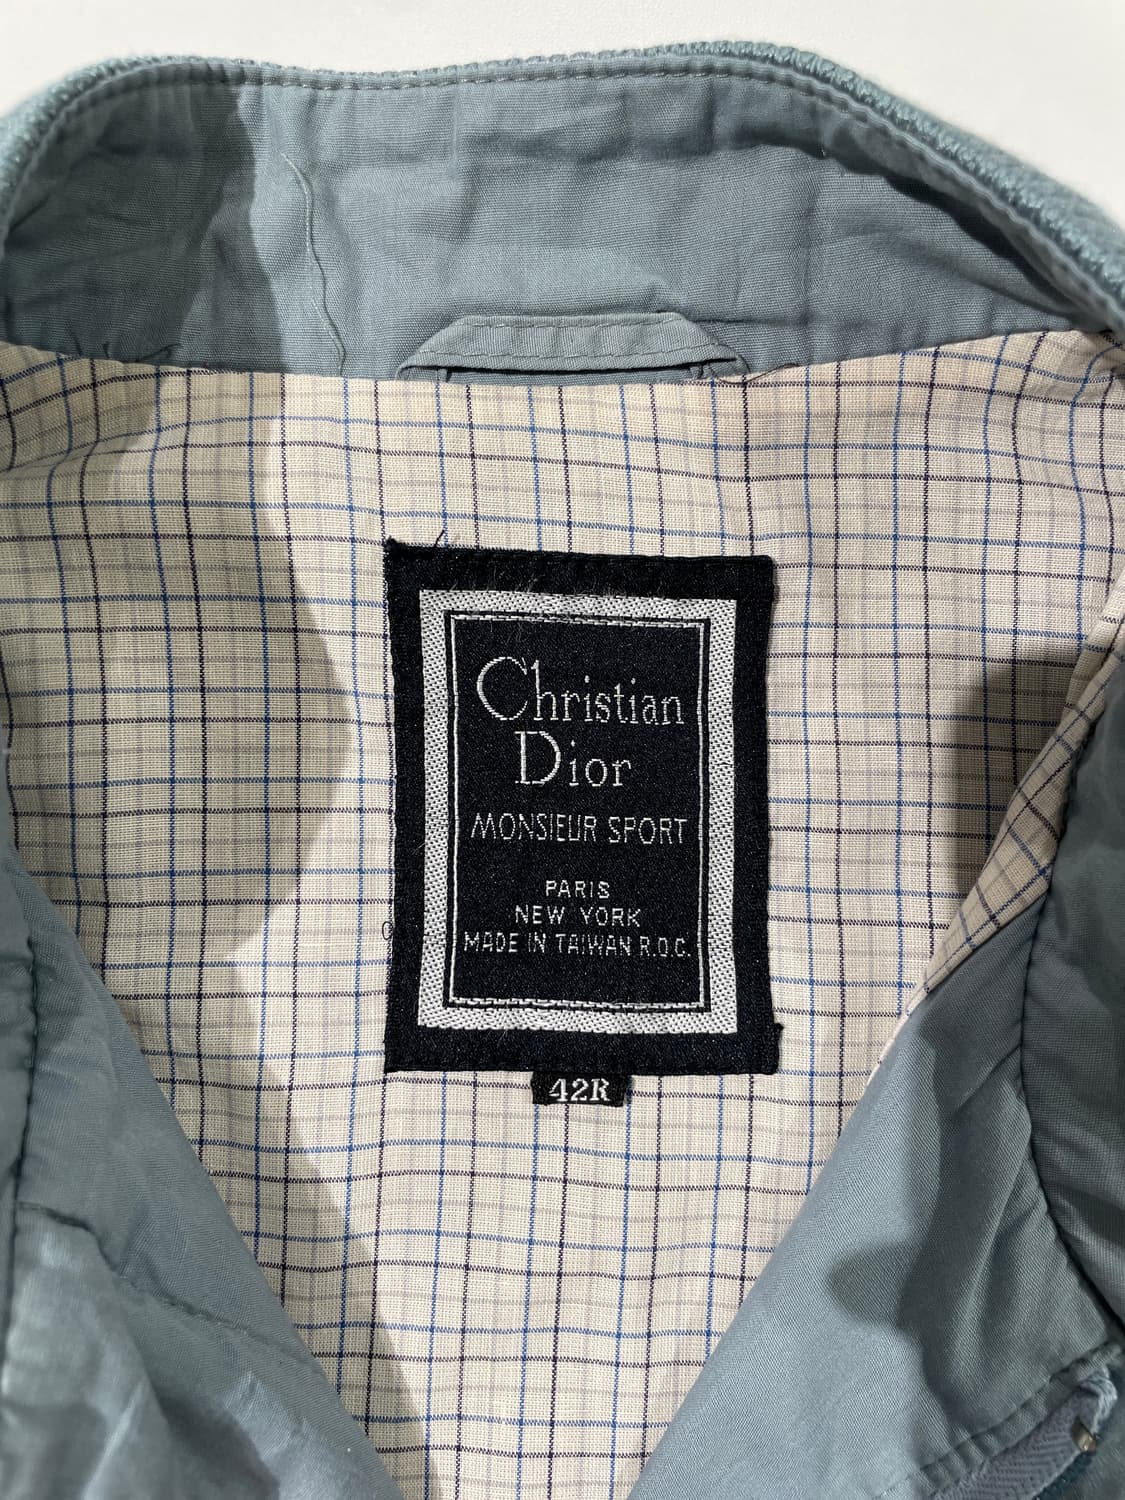 Christian
Dior
MONSIEUR SPORT
PARIS
NEW YORK
MADE IN TAIWAN R.O.C.
42R